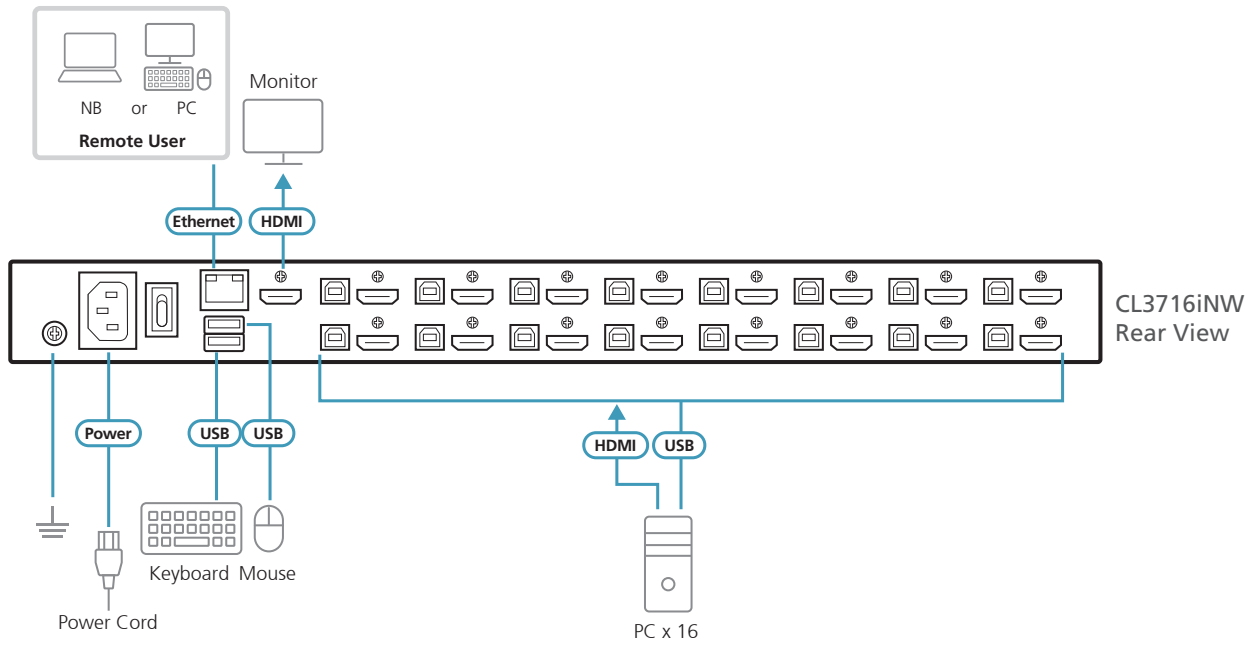 NB or PC
Remote User
Monitor
Ethernet
HDMI
CL3716iNW
Rear View
Power
USB
USB
HDMI
USB
Keyboard
Mouse
Power Cord
PC x 16